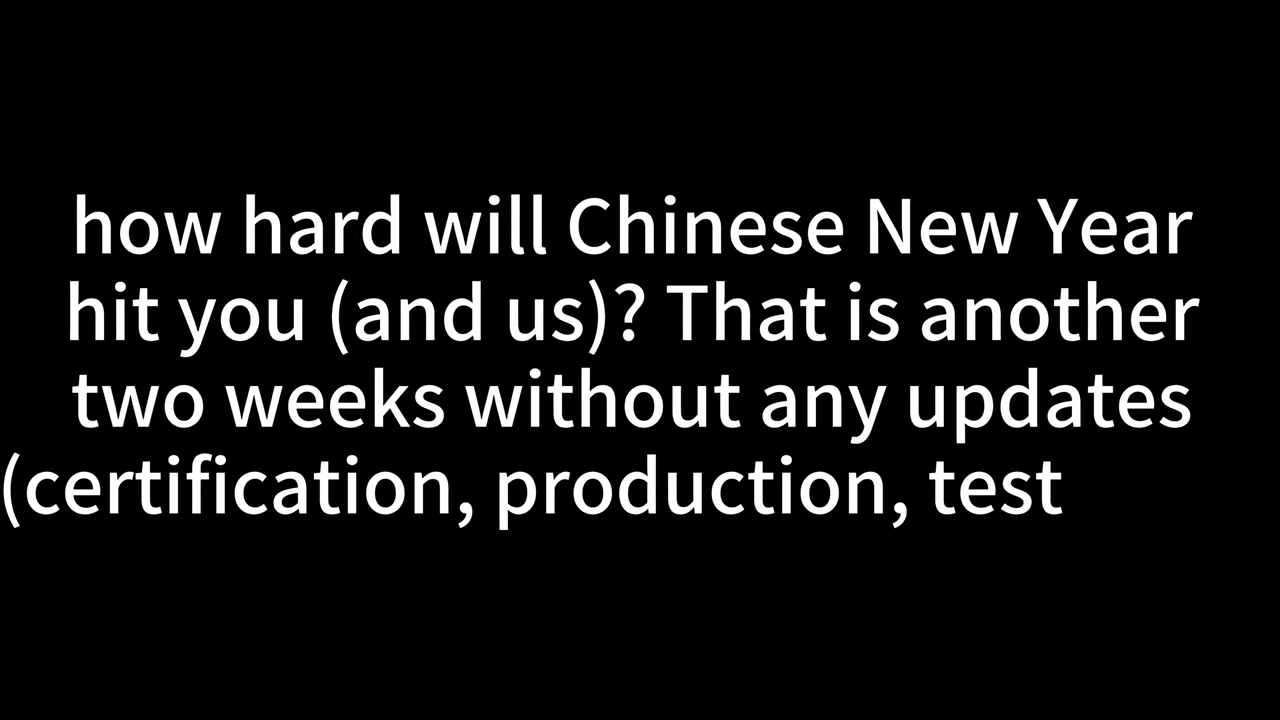 how hard will Chinese New Year
hit you (and us)? That is another
two weeks without any updates
(certification, production, test